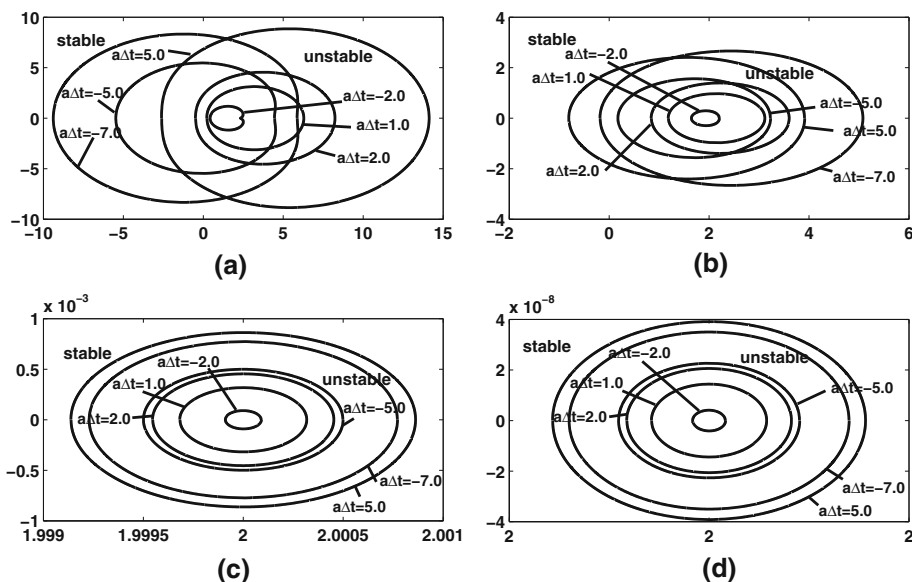 10
5
0
−5
−10
−10
−5
0
5
10
15
stable
unstable
aΔt=5.0
aΔt=−5.0
aΔt=−7.0
aΔt=−2.0
aΔt=1.0
aΔt=2.0
(a)
4
2
0
−2
−4
−2
0
2
4
6
stable
unstable
aΔt=−2.0
aΔt=1.0
aΔt=2.0
aΔt=−5.0
aΔt=5.0
aΔt=−7.0
(b)
x 10⁻³
1
0.5
0
−0.5
−1
1.999
1.9995
2
2.0005
2.001
stable
unstable
aΔt=−2.0
aΔt=1.0
aΔt=2.0
aΔt=−5.0
aΔt=−7.0
aΔt=5.0
(c)
x 10⁻⁸
4
2
0
−2
−4
2
2
2
2
2
stable
unstable
aΔt=−2.0
aΔt=1.0
aΔt=2.0
aΔt=−5.0
aΔt=−7.0
aΔt=5.0
(d)